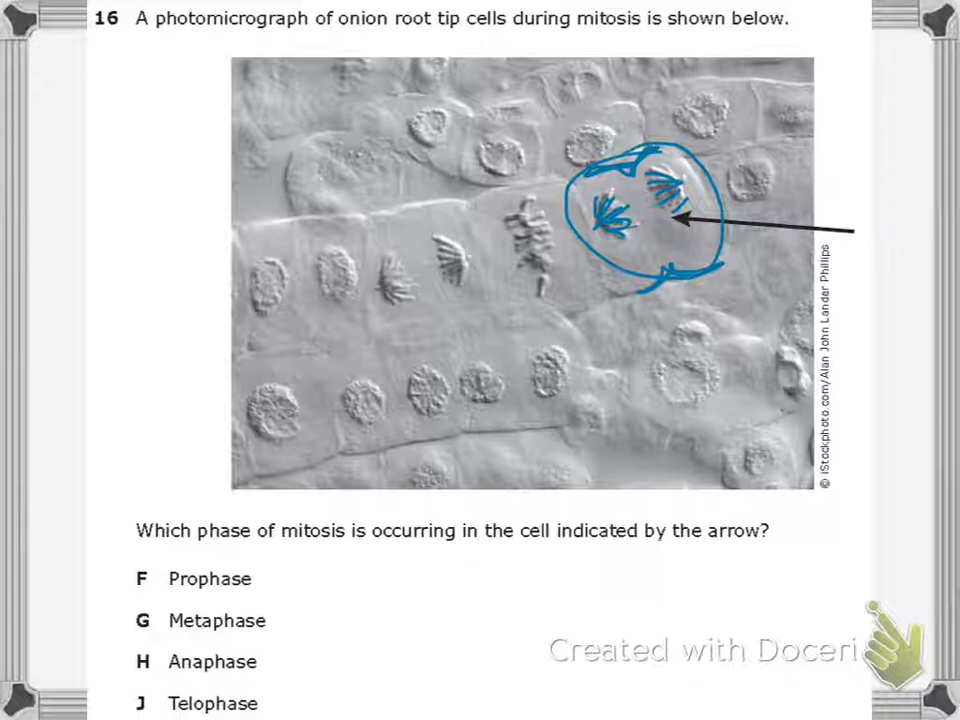 16 A photomicrograph of onion root tip cells during mitosis is shown below.
© iStockphoto.com/Alan John Lander Phillips
Which phase of mitosis is occurring in the cell indicated by the arrow?
F Prophase
G Metaphase
H Anaphase
J Telophase
Created with Doceri